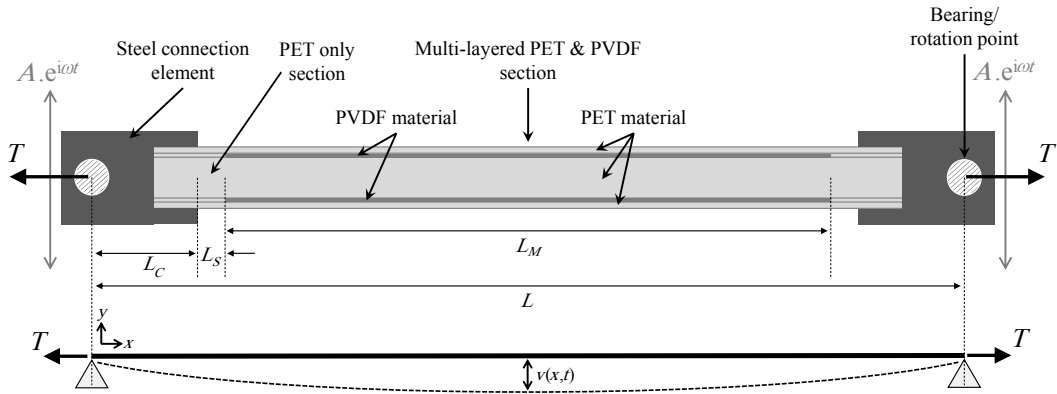 Bearing/
rotation point
Steel connection
element
PET only
section
Multi-layered PET & PVDF
section
A.e^{iωt}
A.e^{iωt}
PVDF material
PET material
T
T
L_C
L_S
L_M
L
y
x
T
T
v(x,t)